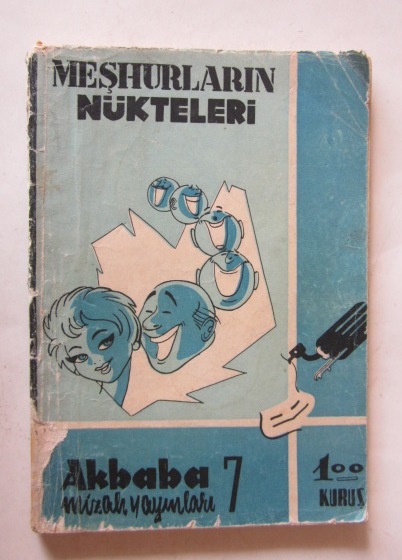 MEŞHURLARIN
NÜKTELERİ
Akbaba 7
mizah yayınları
100
KURUŞ